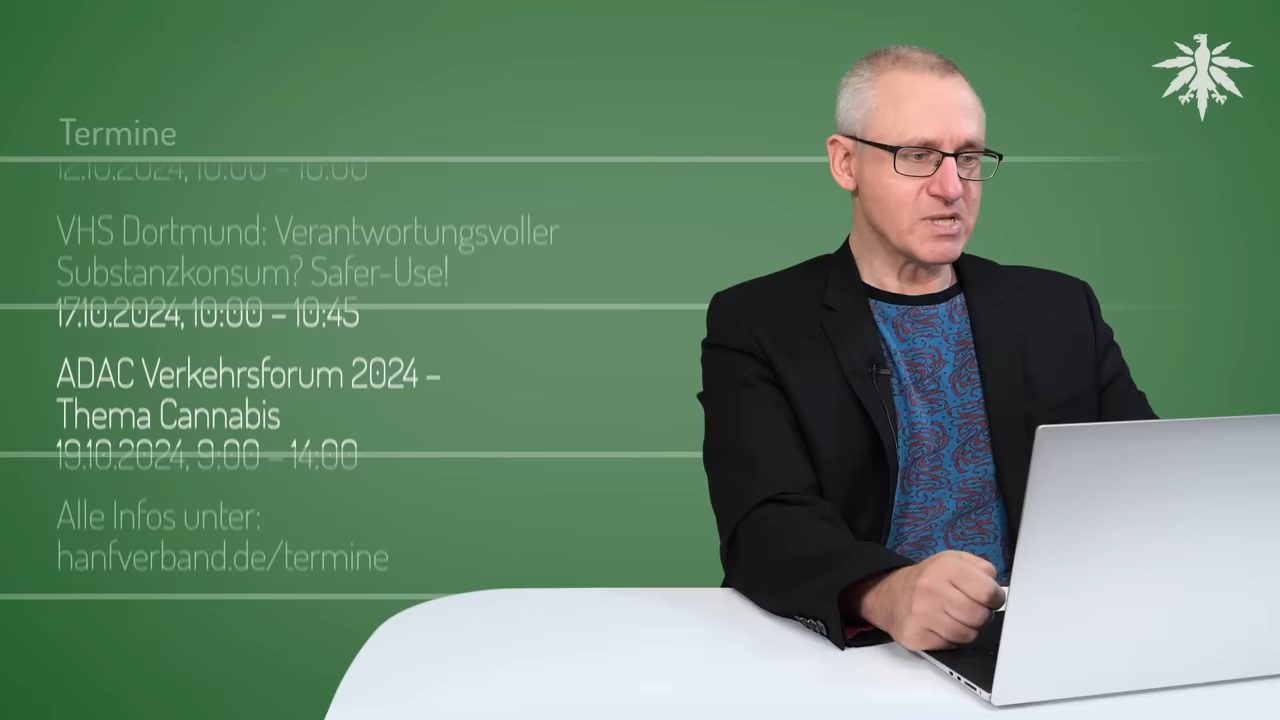 Termine
12.10.2024, 10:00 – 16:00
VHS Dortmund: Verantwortungsvoller
Substanzkonsum? Safer-Use!
17.10.2024, 10:00 – 10:45
ADAC Verkehrsforum 2024 –
Thema Cannabis
19.10.2024, 9:00 – 14:00
Alle Infos unter:
hanfverband.de/termine